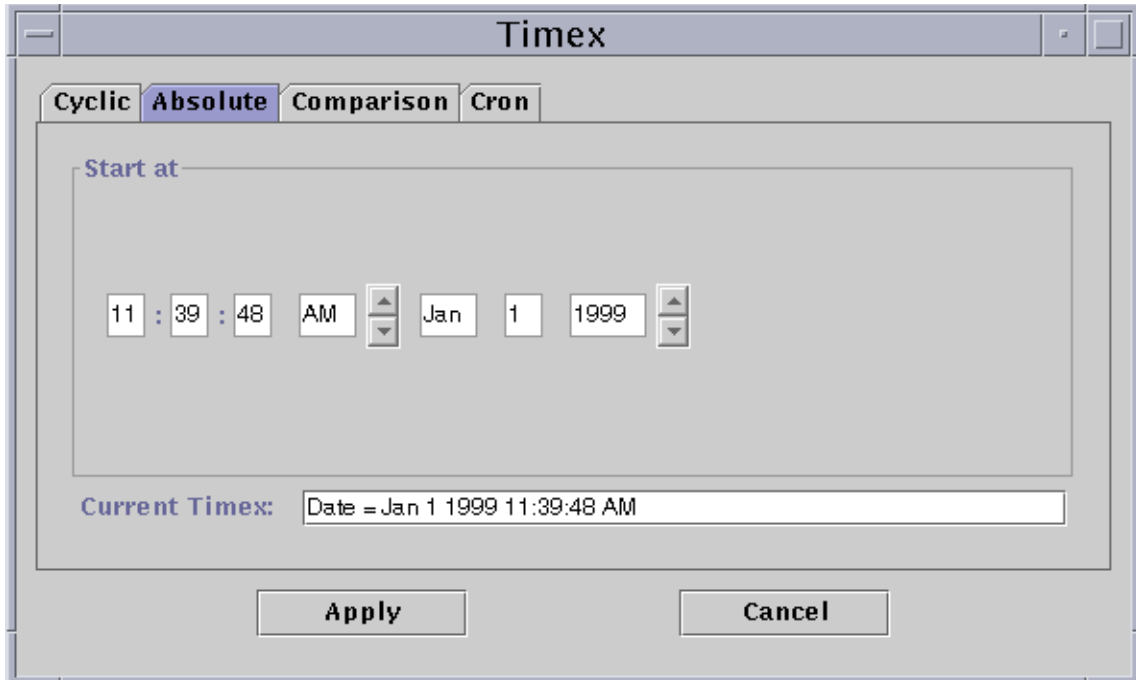 Timex
Cyclic Absolute Comparison Cron
Start at
11 : 39 : 48 AM Jan 1 1999
Current Timex: Date = Jan 1 1999 11:39:48 AM
Apply Cancel